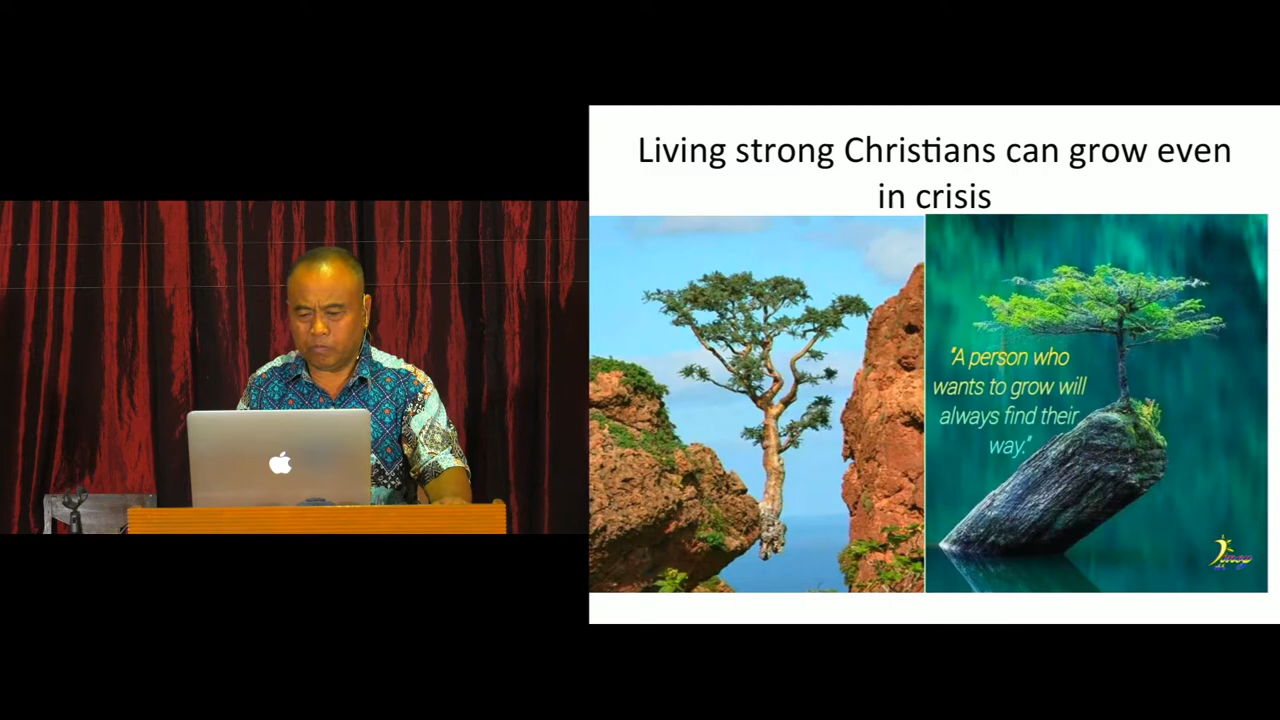 Living strong Christians can grow even
in crisis
"A person who
wants to grow will
always find their
way."